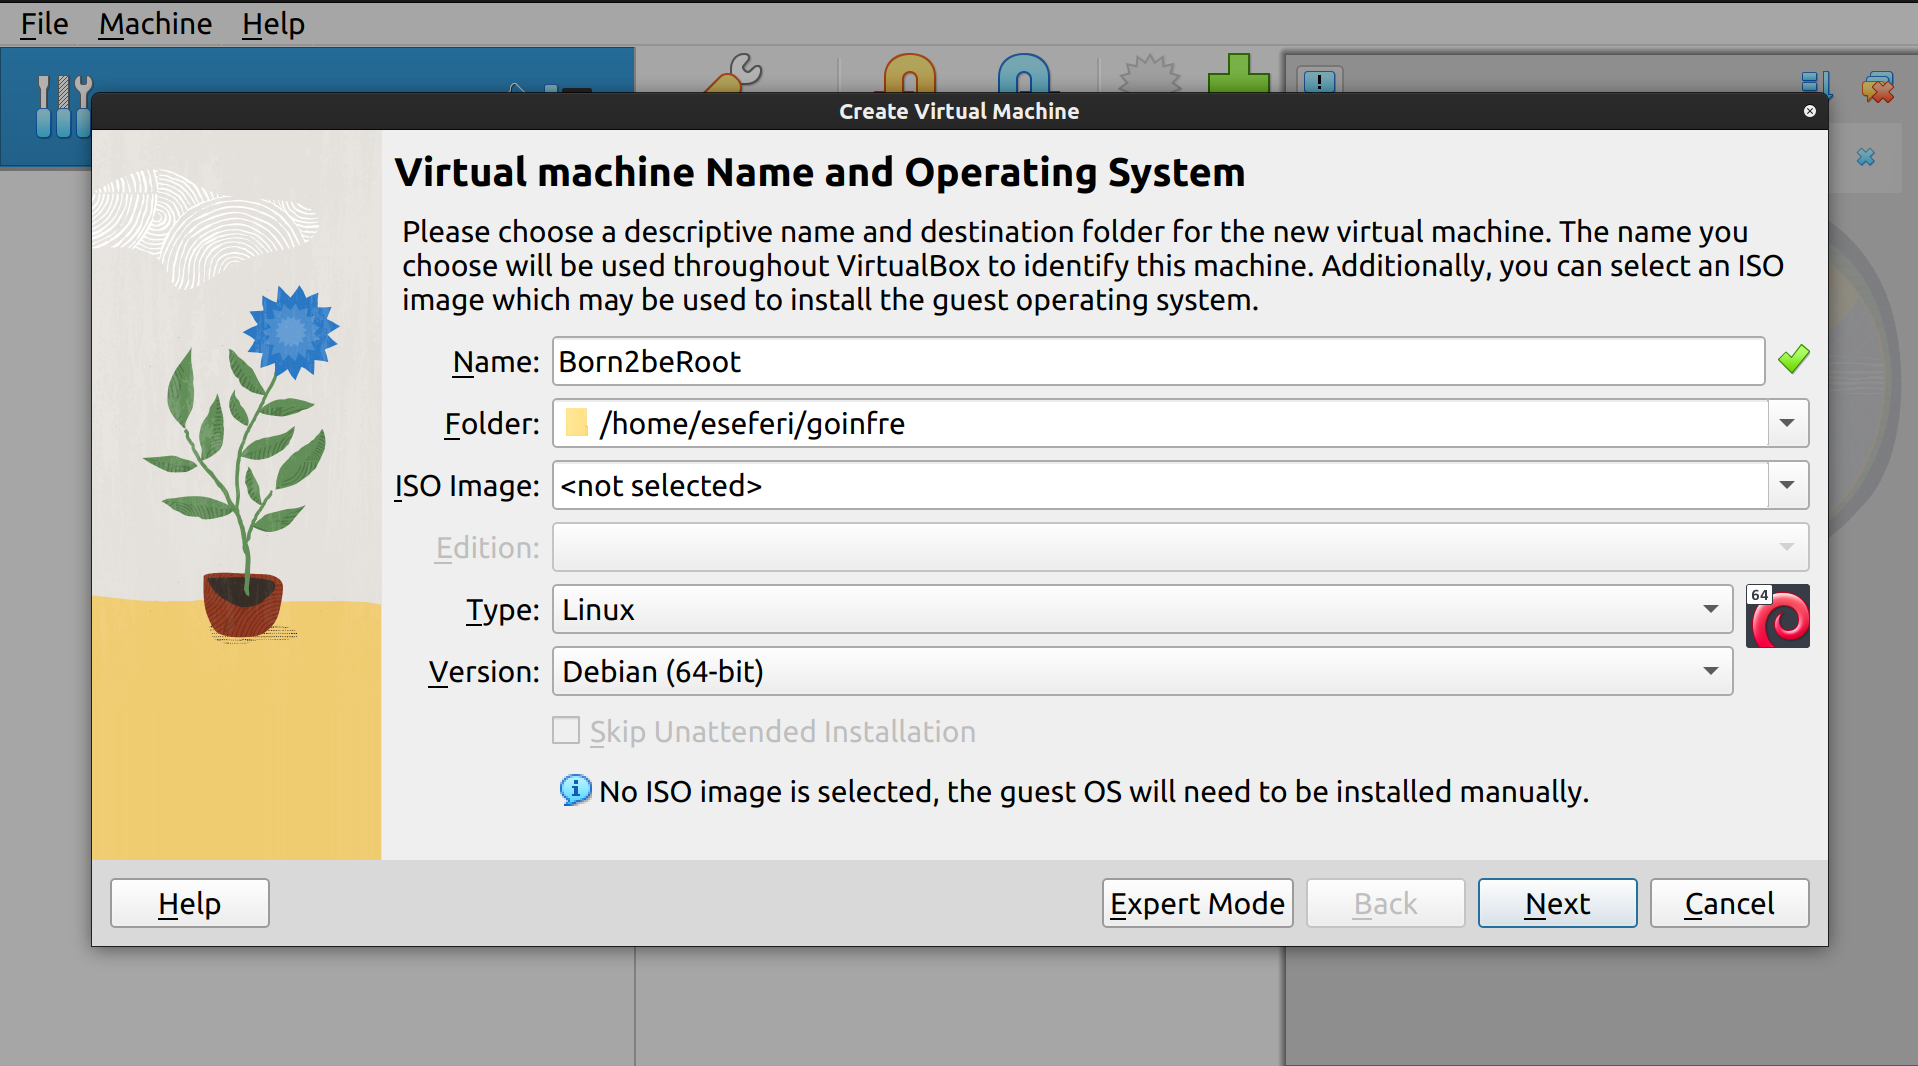 File Machine Help
Create Virtual Machine
Virtual machine Name and Operating System
Please choose a descriptive name and destination folder for the new virtual machine. The name you
choose will be used throughout VirtualBox to identify this machine. Additionally, you can select an ISO
image which may be used to install the guest operating system.
Name: Born2beRoot
Folder: /home/eseferi/goinfre
ISO Image: <not selected>
Edition:
Type: Linux
64
Version: Debian (64-bit)
Skip Unattended Installation
No ISO image is selected, the guest OS will need to be installed manually.
Help Expert Mode Back Next Cancel